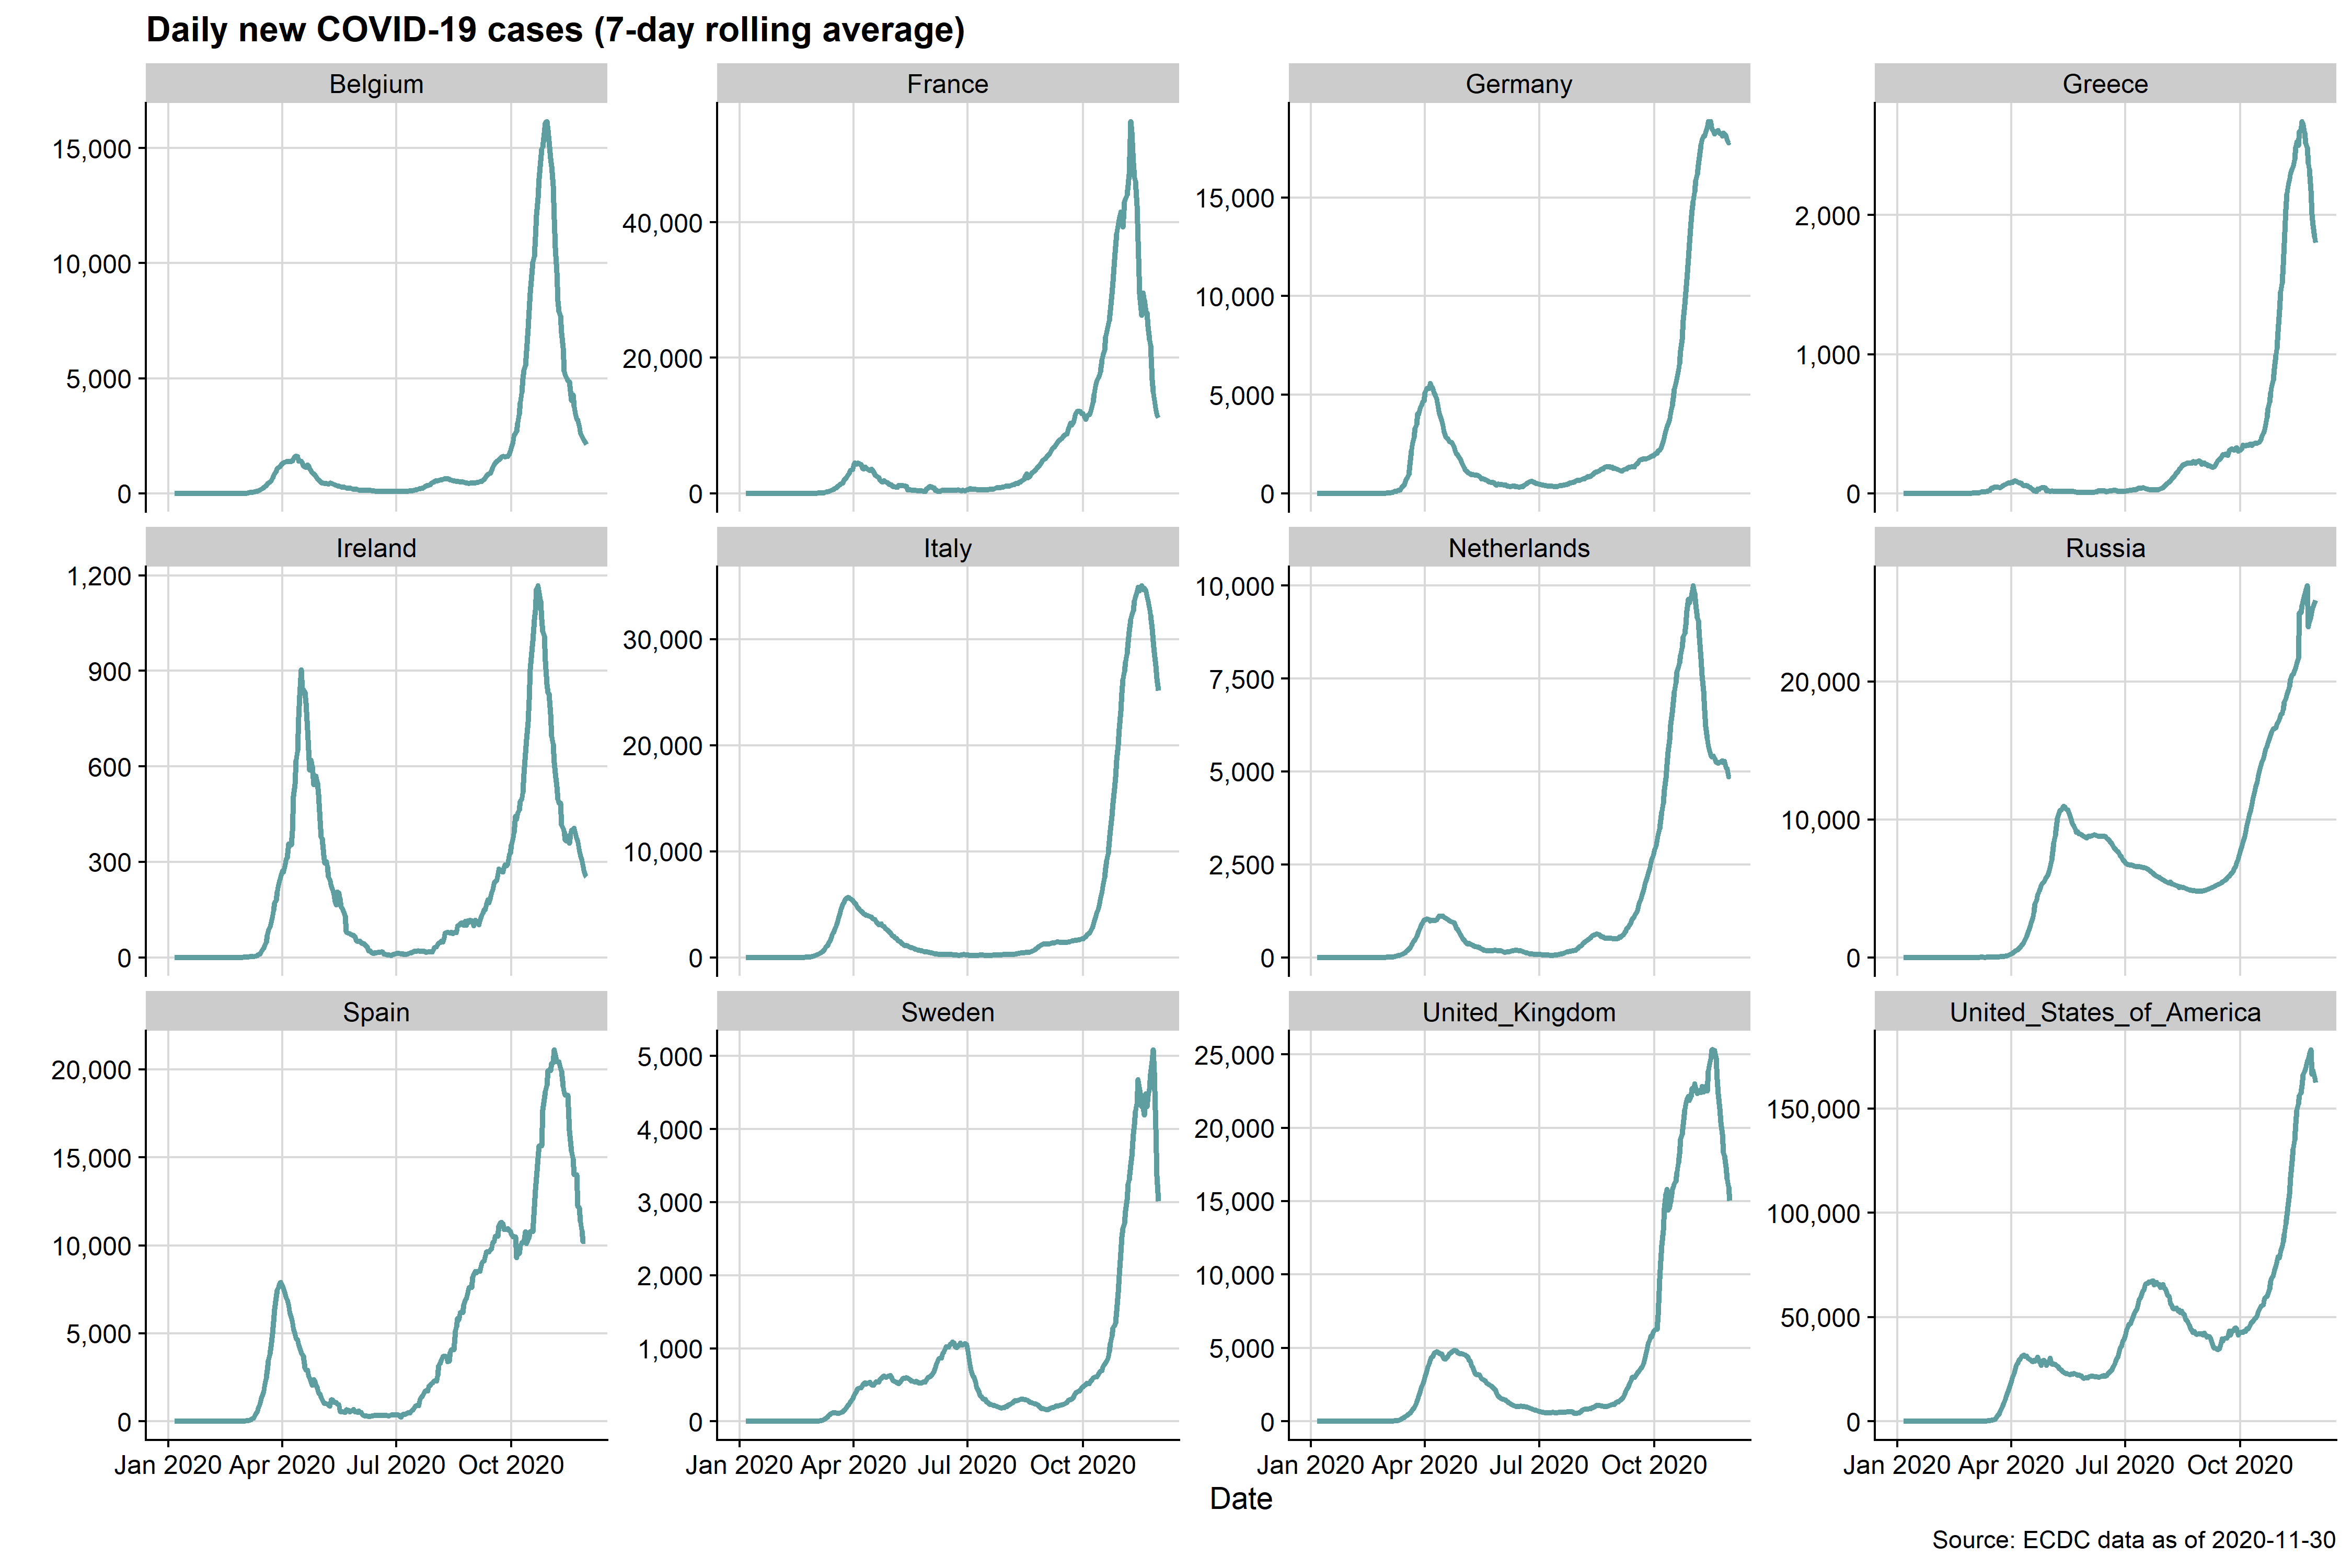 Daily new COVID-19 cases (7-day rolling average)
Belgium
France
Germany
Greece
15,000
10,000
5,000
0
40,000
20,000
0
15,000
10,000
5,000
0
2,000
1,000
0
Ireland
Italy
Netherlands
Russia
1,200
900
600
300
0
30,000
20,000
10,000
0
10,000
7,500
5,000
2,500
0
20,000
10,000
0
Spain
Sweden
United_Kingdom
United_States_of_America
20,000
15,000
10,000
5,000
0
5,000
4,000
3,000
2,000
1,000
0
25,000
20,000
15,000
10,000
5,000
0
150,000
100,000
50,000
0
Jan 2020 Apr 2020 Jul 2020 Oct 2020
Jan 2020 Apr 2020 Jul 2020 Oct 2020
Jan 2020 Apr 2020 Jul 2020 Oct 2020
Jan 2020 Apr 2020 Jul 2020 Oct 2020
Date
Source: ECDC data as of 2020-11-30